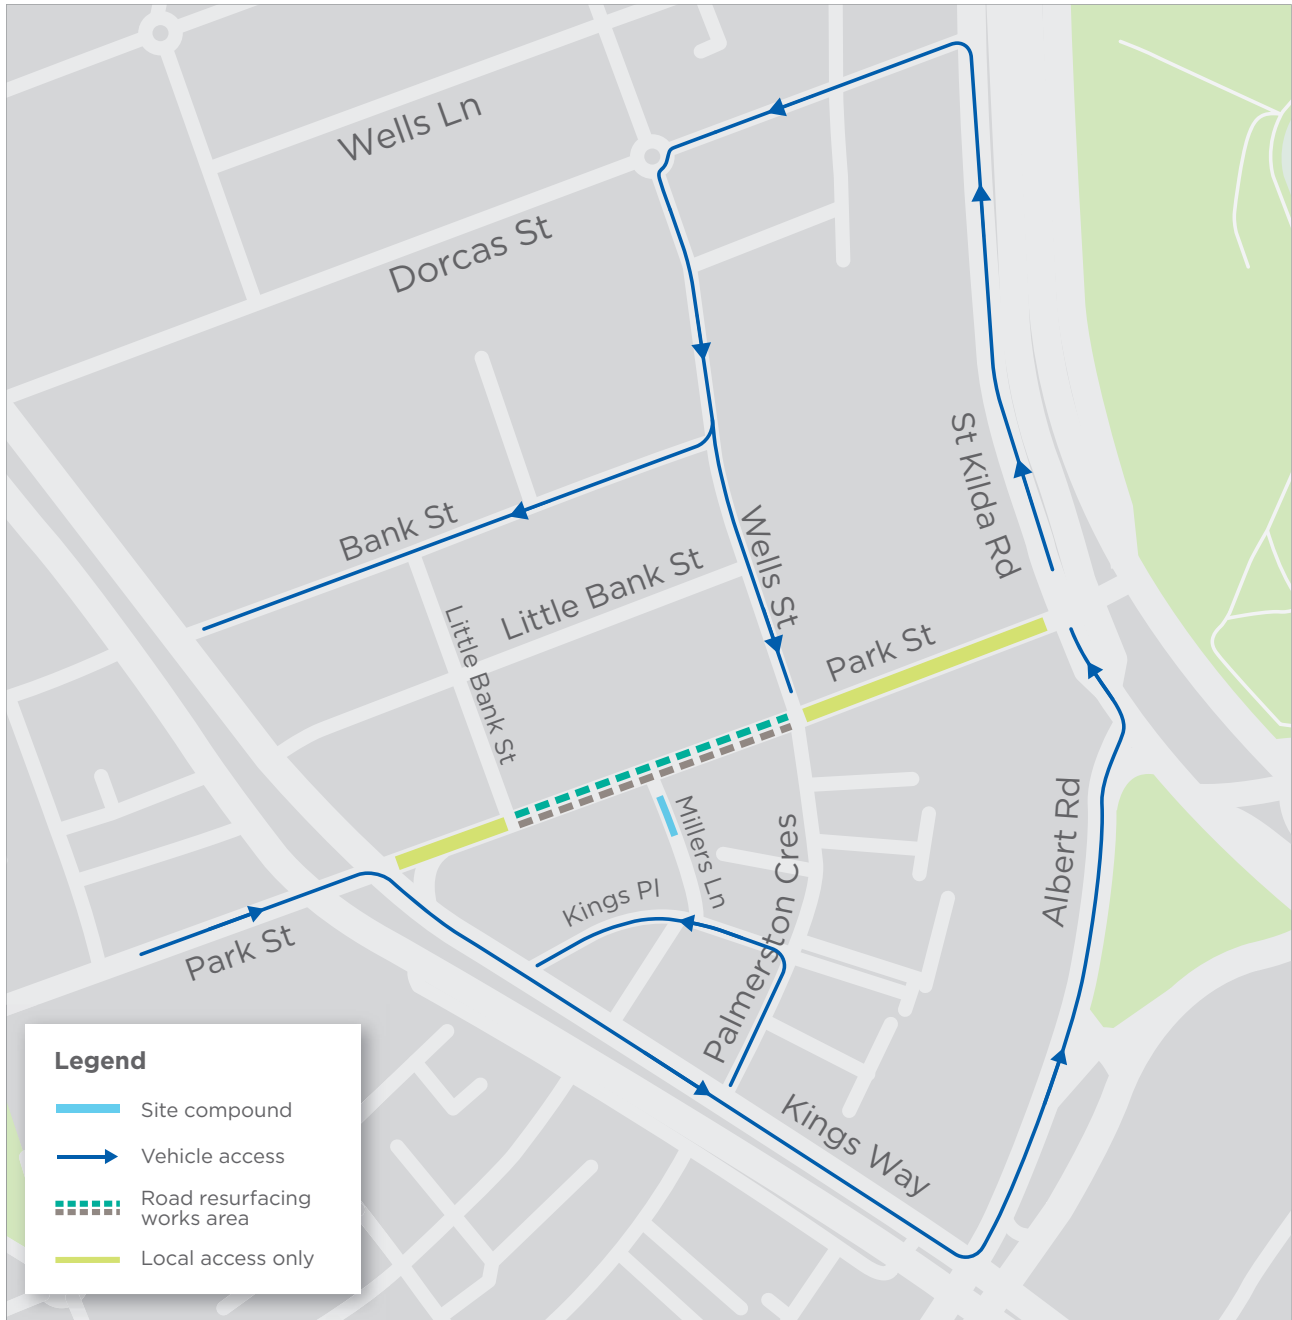 Wells Ln
Dorcas St
St Kilda Rd
Bank St
Wells St
Little Bank St
Little Bank St
Park St
Millers Ln
Albert Rd
Palmerston Cres
Kings Pl
Park St
Kings Way
Legend
Site compound
Vehicle access
Road resurfacing
works area
Local access only